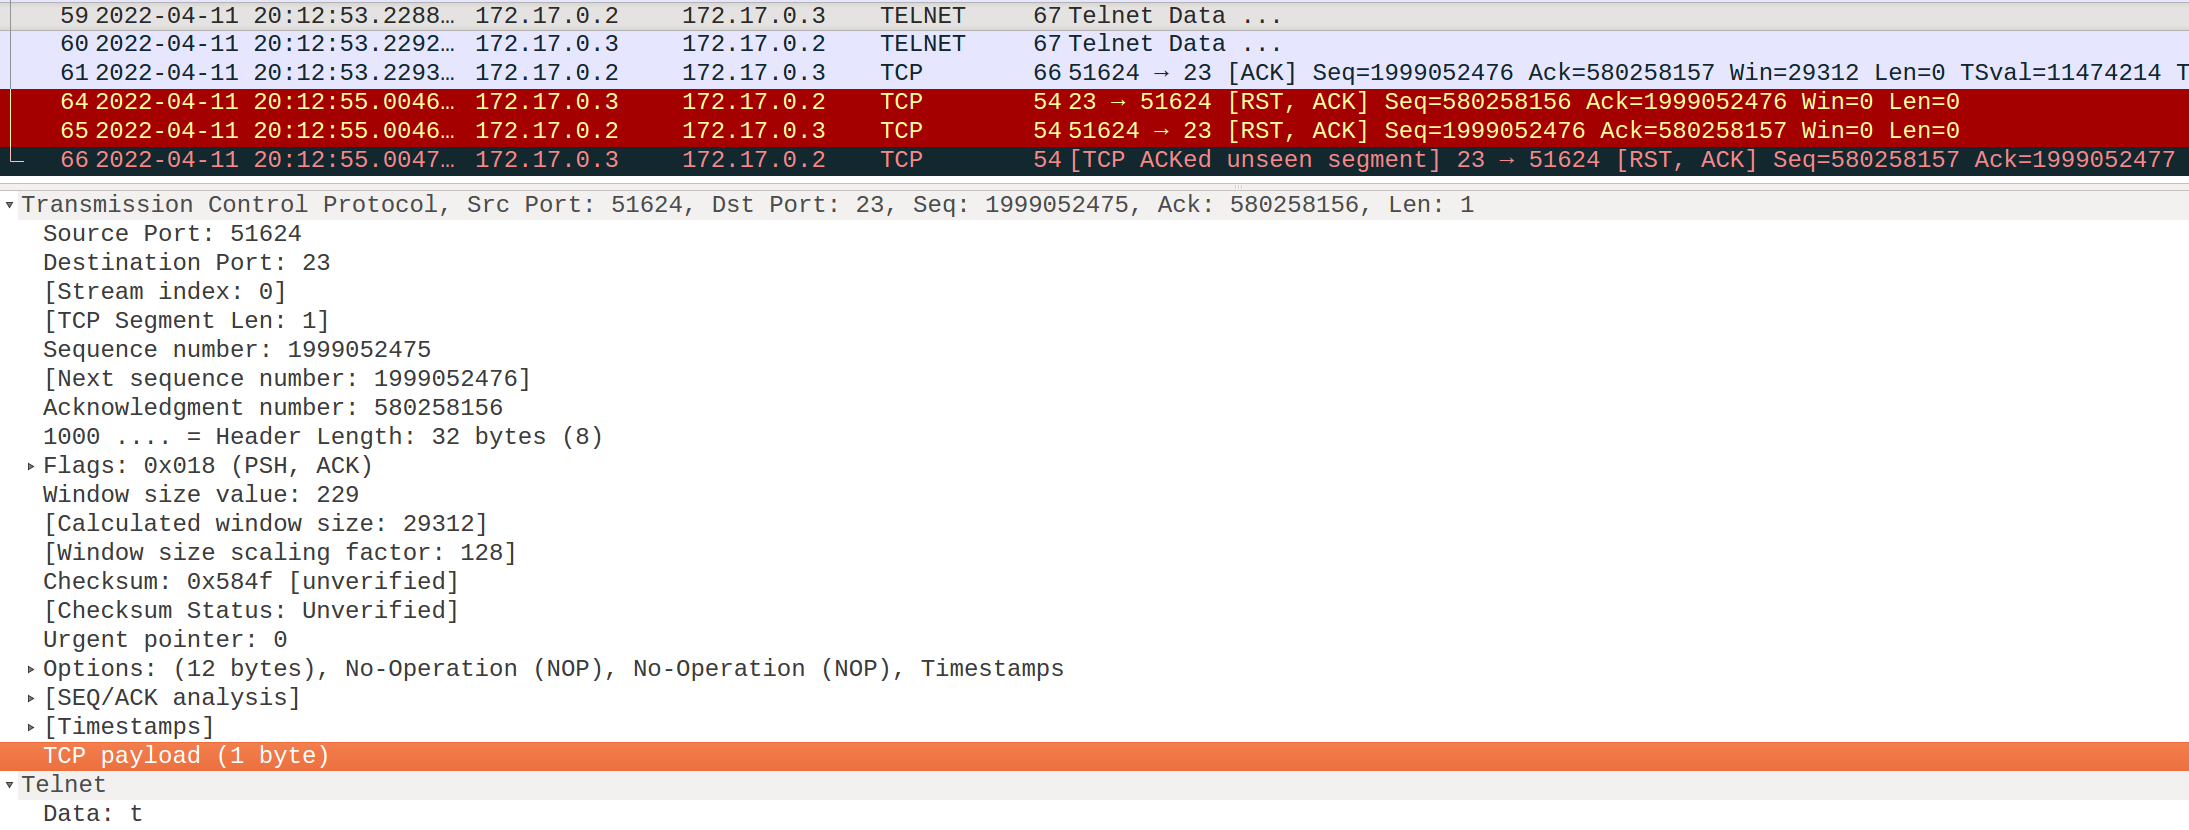 59 2022-04-11 20:12:53.2288… 172.17.0.2 172.17.0.3 TELNET 67 Telnet Data ...
60 2022-04-11 20:12:53.2292… 172.17.0.3 172.17.0.2 TELNET 67 Telnet Data ...
61 2022-04-11 20:12:53.2293… 172.17.0.2 172.17.0.3 TCP 66 51624 → 23 [ACK] Seq=1999052476 Ack=580258157 Win=29312 Len=0 TSval=11474214 T
64 2022-04-11 20:12:55.0046… 172.17.0.3 172.17.0.2 TCP 54 23 → 51624 [RST, ACK] Seq=580258156 Ack=1999052476 Win=0 Len=0
65 2022-04-11 20:12:55.0046… 172.17.0.2 172.17.0.3 TCP 54 51624 → 23 [RST, ACK] Seq=1999052476 Ack=580258157 Win=0 Len=0
66 2022-04-11 20:12:55.0047… 172.17.0.3 172.17.0.2 TCP 54 [TCP ACKed unseen segment] 23 → 51624 [RST, ACK] Seq=580258157 Ack=1999052477
Transmission Control Protocol, Src Port: 51624, Dst Port: 23, Seq: 1999052475, Ack: 580258156, Len: 1
Source Port: 51624
Destination Port: 23
[Stream index: 0]
[TCP Segment Len: 1]
Sequence number: 1999052475
[Next sequence number: 1999052476]
Acknowledgment number: 580258156
1000 .... = Header Length: 32 bytes (8)
Flags: 0x018 (PSH, ACK)
Window size value: 229
[Calculated window size: 29312]
[Window size scaling factor: 128]
Checksum: 0x584f [unverified]
[Checksum Status: Unverified]
Urgent pointer: 0
Options: (12 bytes), No-Operation (NOP), No-Operation (NOP), Timestamps
[SEQ/ACK analysis]
[Timestamps]
TCP payload (1 byte)
Telnet
Data: t